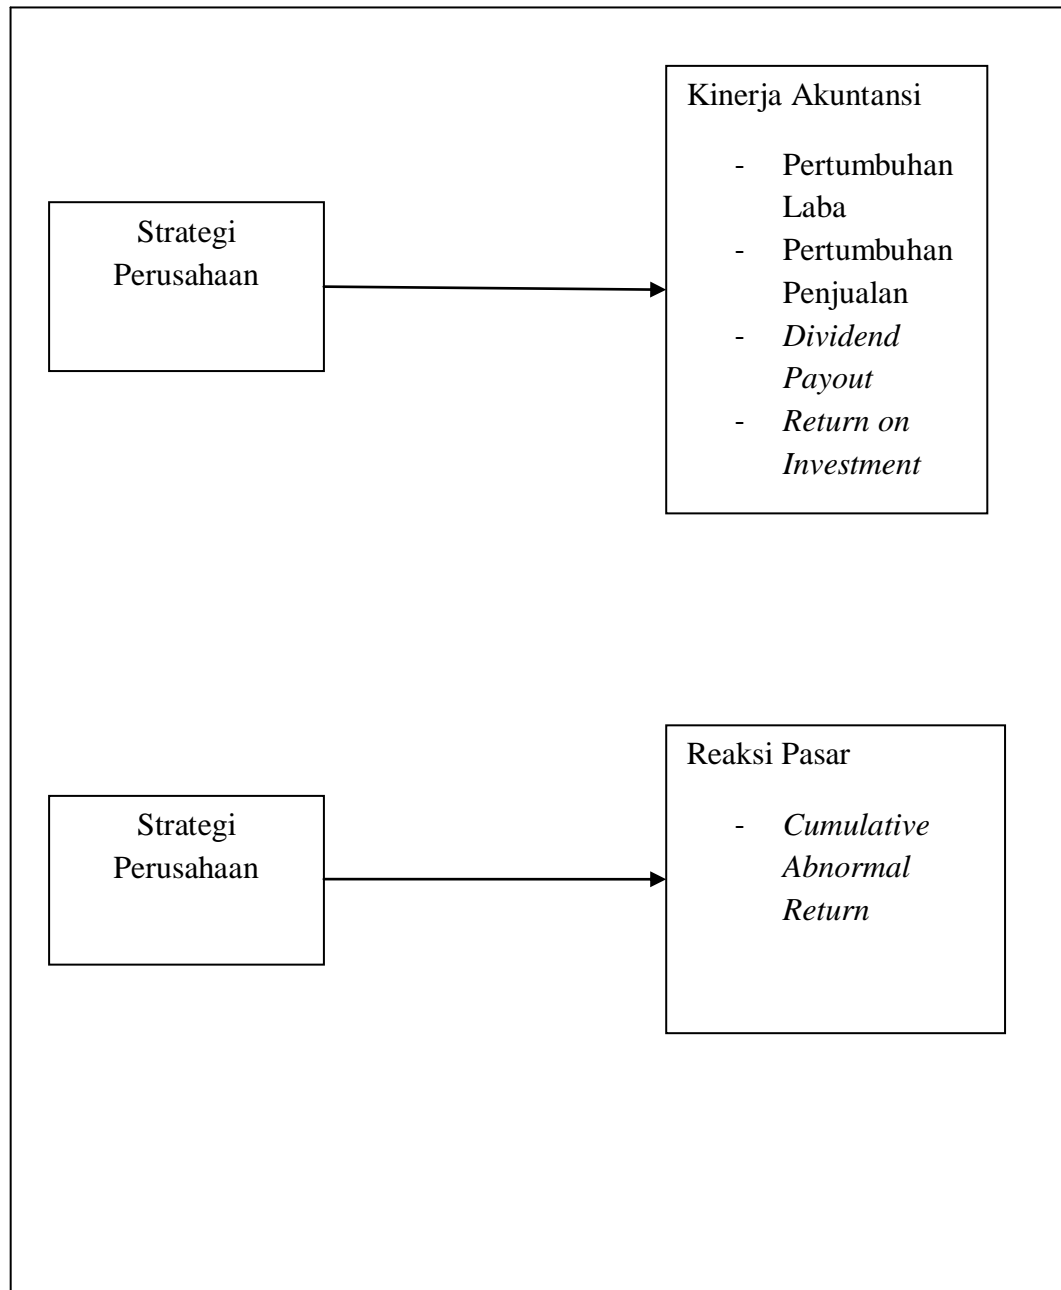 Kinerja Akuntansi
- Pertumbuhan
Laba
- Pertumbuhan
Penjualan
- Dividend
Payout
- Return on
Investment
Strategi
Perusahaan
Reaksi Pasar
- Cumulative
Abnormal
Return
Strategi
Perusahaan